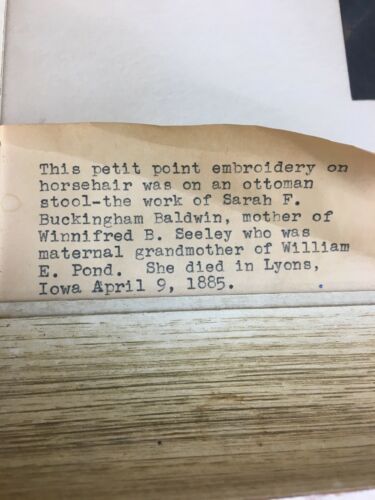 This petit point embroidery on
horsehair was on an ottoman
stool-the work of Sarah F.
Buckingham Baldwin, mother of
Winnifred B. Seeley who was
maternal grandmother of William
E. Pond. She died in Lyons,
Iowa April 9, 1885.